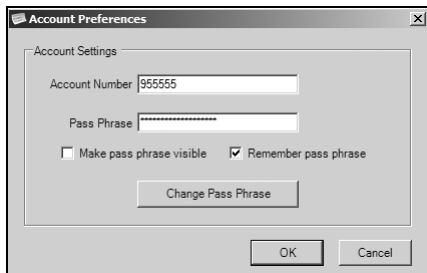 Account Preferences
Account Settings
Account Number 955555
Pass Phrase *******************
Make pass phrase visible Remember pass phrase
Change Pass Phrase
OK Cancel